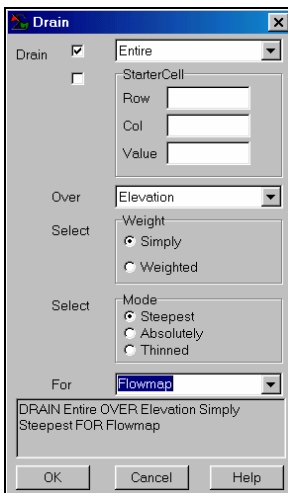 Drain
Drain Entire
StarterCell
Row
Col
Value
Over Elevation
Select Weight
Simply
Weighted
Select Mode
Steepest
Absolutely
Thinned
For Flowmap
DRAIN Entire OVER Elevation Simply
Steepest FOR Flowmap
OK Cancel Help